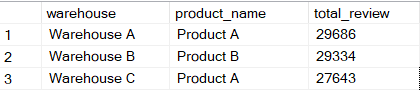 warehouse product_name total_review
1 Warehouse A Product A 29686
2 Warehouse B Product B 29334
3 Warehouse C Product A 27643